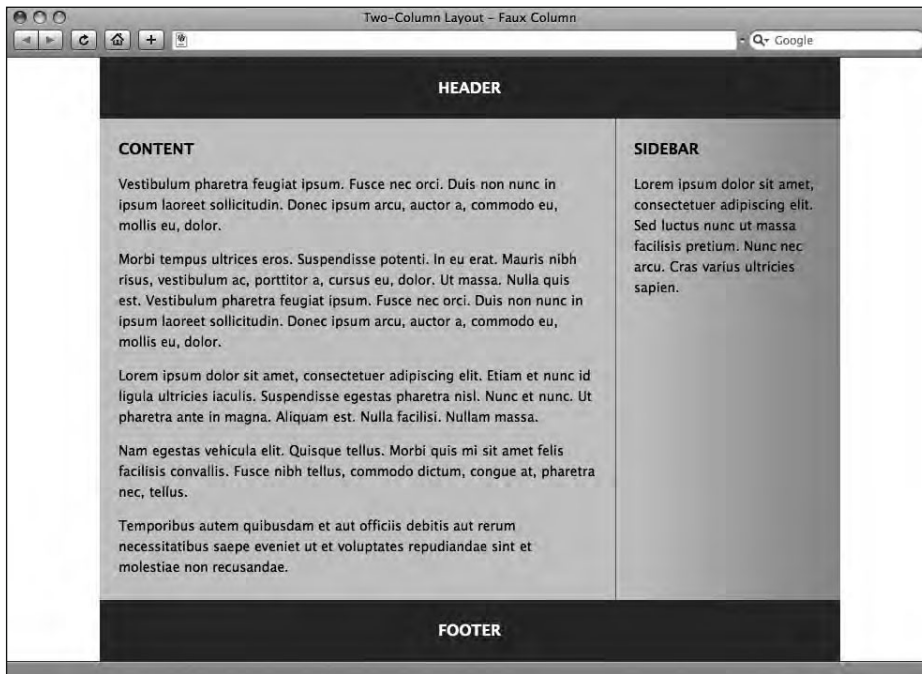 Two-Column Layout – Faux Column
Google
HEADER
CONTENT
Vestibulum pharetra feugiat ipsum. Fusce nec orci. Duis non nunc in
ipsum laoreet sollicitudin. Donec ipsum arcu, auctor a, commodo eu,
mollis eu, dolor.
Morbi tempus ultrices eros. Suspendisse potenti. In eu erat. Mauris nibh
risus, vestibulum ac, porttitor a, cursus eu, dolor. Ut massa. Nulla quis
est. Vestibulum pharetra feugiat ipsum. Fusce nec orci. Duis non nunc in
ipsum laoreet sollicitudin. Donec ipsum arcu, auctor a, commodo eu,
mollis eu, dolor.
Lorem ipsum dolor sit amet, consectetuer adipiscing elit. Etiam et nunc id
ligula ultricies iaculis. Suspendisse egestas pharetra nisl. Nunc et nunc. Ut
pharetra ante in magna. Aliquam est. Nulla facilisi. Nullam massa.
Nam egestas vehicula elit. Quisque tellus. Morbi quis mi sit amet felis
facilisis convallis. Fusce nibh tellus, commodo dictum, congue at, pharetra
nec, tellus.
Temporibus autem quibusdam et aut officiis debitis aut rerum
necessitatibus saepe eveniet ut et voluptates repudiandae sint et
molestiae non recusandae.
SIDEBAR
Lorem ipsum dolor sit amet,
consectetuer adipiscing elit.
Sed luctus nunc ut massa
facilisis pretium. Nunc nec
arcu. Cras varius ultricies
sapien.
FOOTER